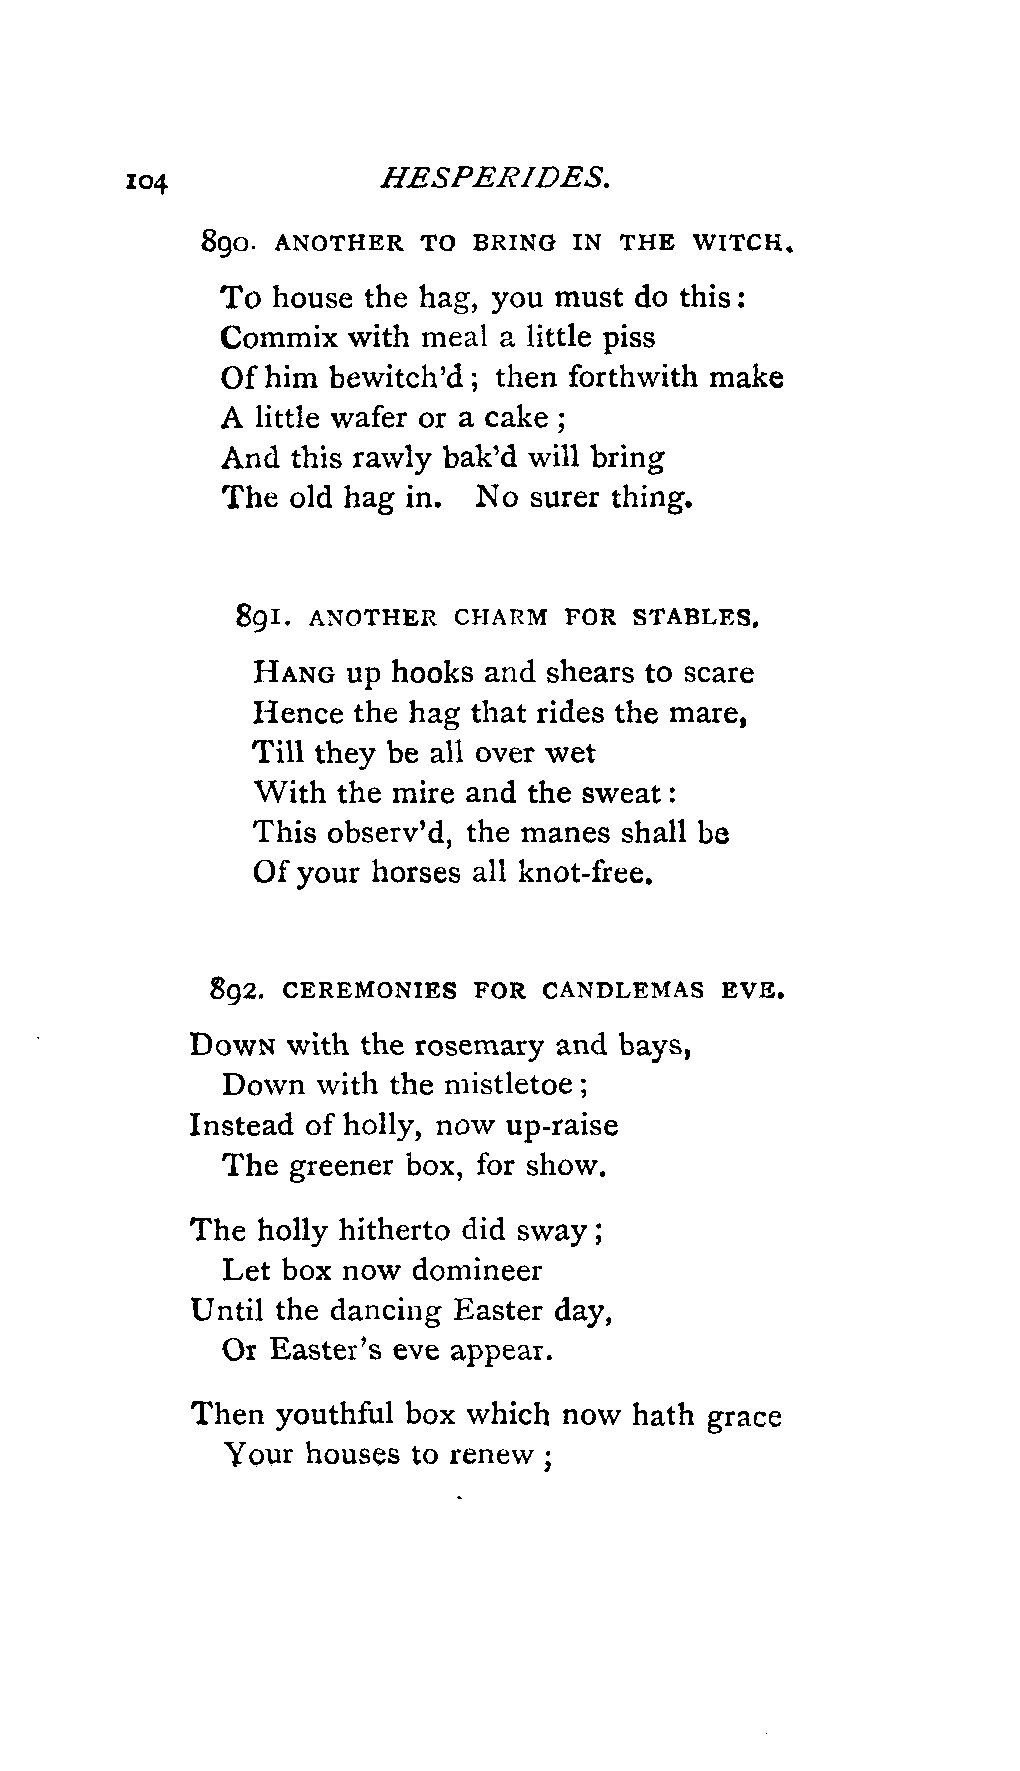 104 HESPERIDES.
890. ANOTHER TO BRING IN THE WITCH.
To house the hag, you must do this:
Commix with meal a little piss
Of him bewitch'd; then forthwith make
A little wafer or a cake;
And this rawly bak'd will bring
The old hag in. No surer thing.
891. ANOTHER CHARM FOR STABLES.
HANG up hooks and shears to scare
Hence the hag that rides the mare,
Till they be all over wet
With the mire and the sweat:
This observ'd, the manes shall be
Of your horses all knot-free.
892. CEREMONIES FOR CANDLEMAS EVE.
DOWN with the rosemary and bays,
Down with the mistletoe;
Instead of holly, now up-raise
The greener box, for show.
The holly hitherto did sway;
Let box now domineer
Until the dancing Easter day,
Or Easter's eve appear.
Then youthful box which now hath grace
Your houses to renew;